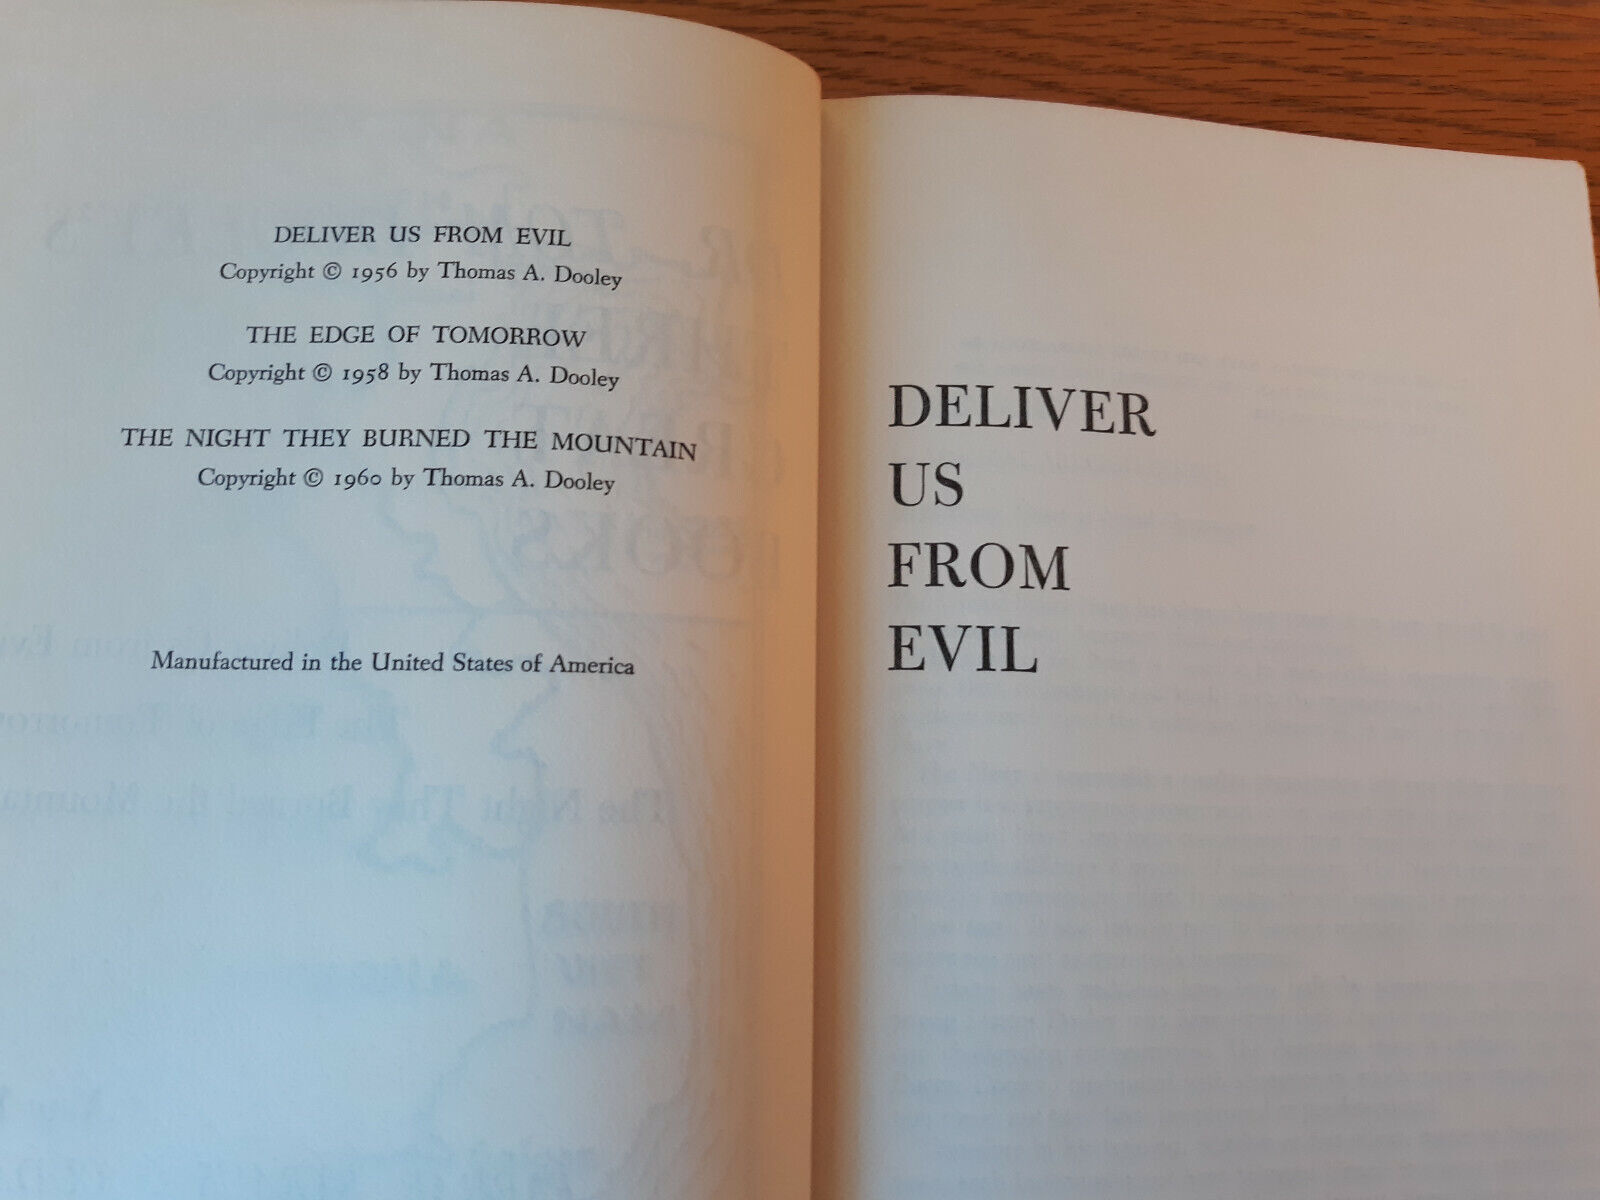 DELIVER US FROM EVIL
Copyright © 1956 by Thomas A. Dooley
THE EDGE OF TOMORROW
Copyright © 1958 by Thomas A. Dooley
THE NIGHT THEY BURNED THE MOUNTAIN
Copyright © 1960 by Thomas A. Dooley
Manufactured in the United States of America
DELIVER
US
FROM
EVIL